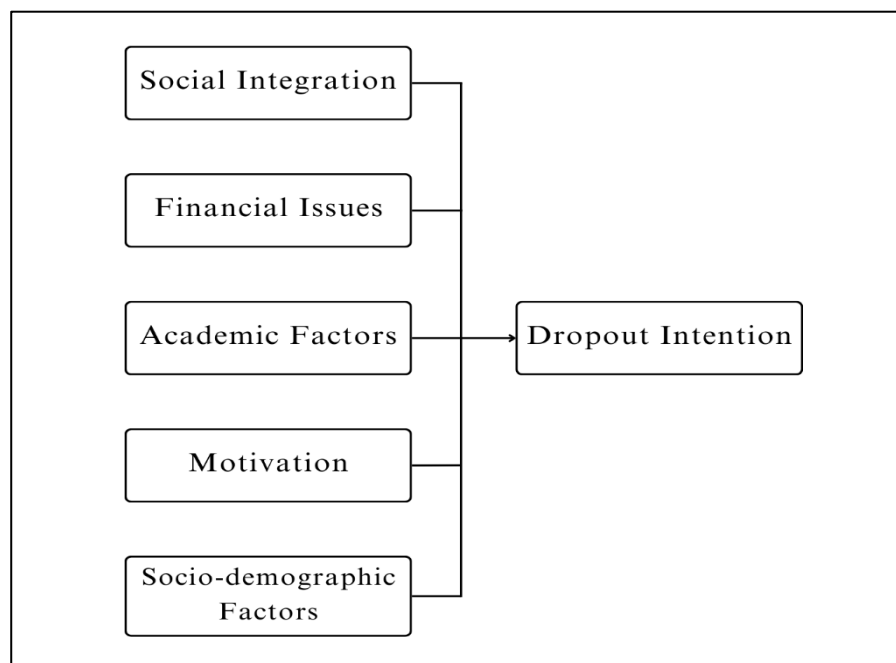 Social Integration
Financial Issues
Academic Factors
Dropout Intention
Motivation
Socio-demographic
Factors